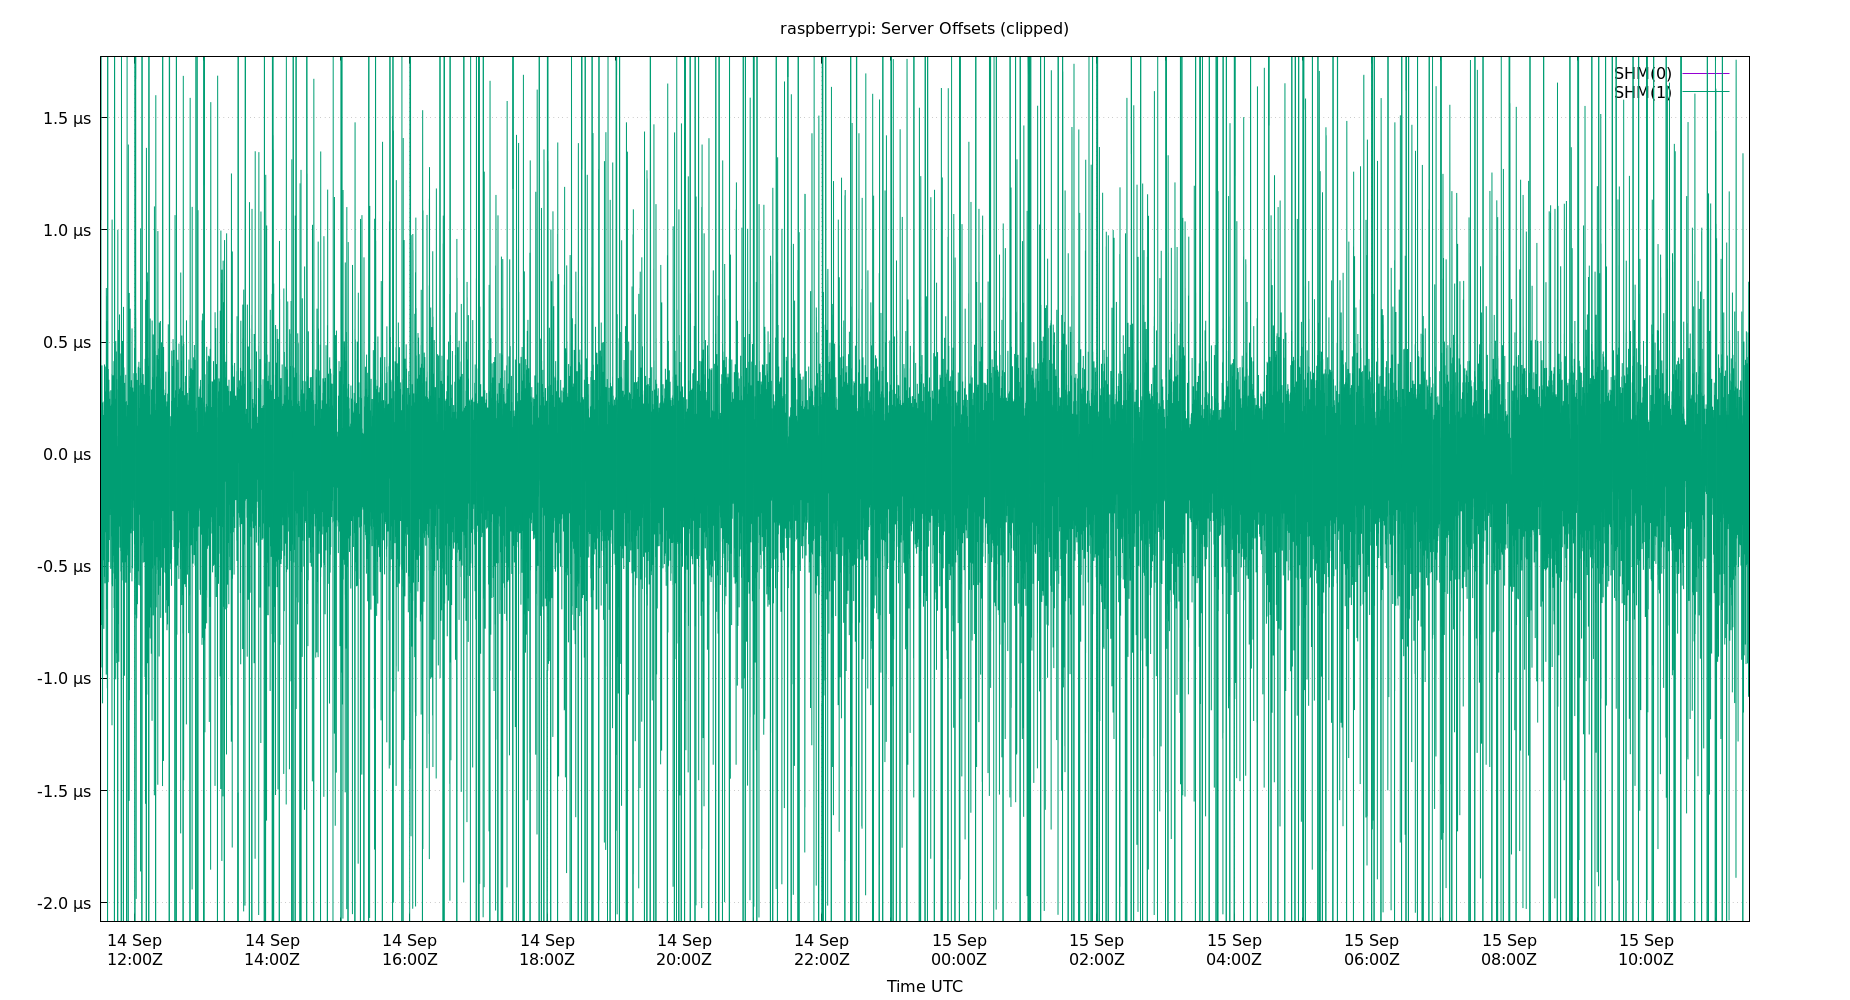 raspberrypi: Server Offsets (clipped)
SHM(0)
SHM(1)
1.5 µs
1.0 µs
0.5 µs
0.0 µs
-0.5 µs
-1.0 µs
-1.5 µs
-2.0 µs
14 Sep 14 Sep 14 Sep 14 Sep 14 Sep 14 Sep 15 Sep 15 Sep 15 Sep 15 Sep 15 Sep 15 Sep
12:00Z 14:00Z 16:00Z 18:00Z 20:00Z 22:00Z 00:00Z 02:00Z 04:00Z 06:00Z 08:00Z 10:00Z
Time UTC